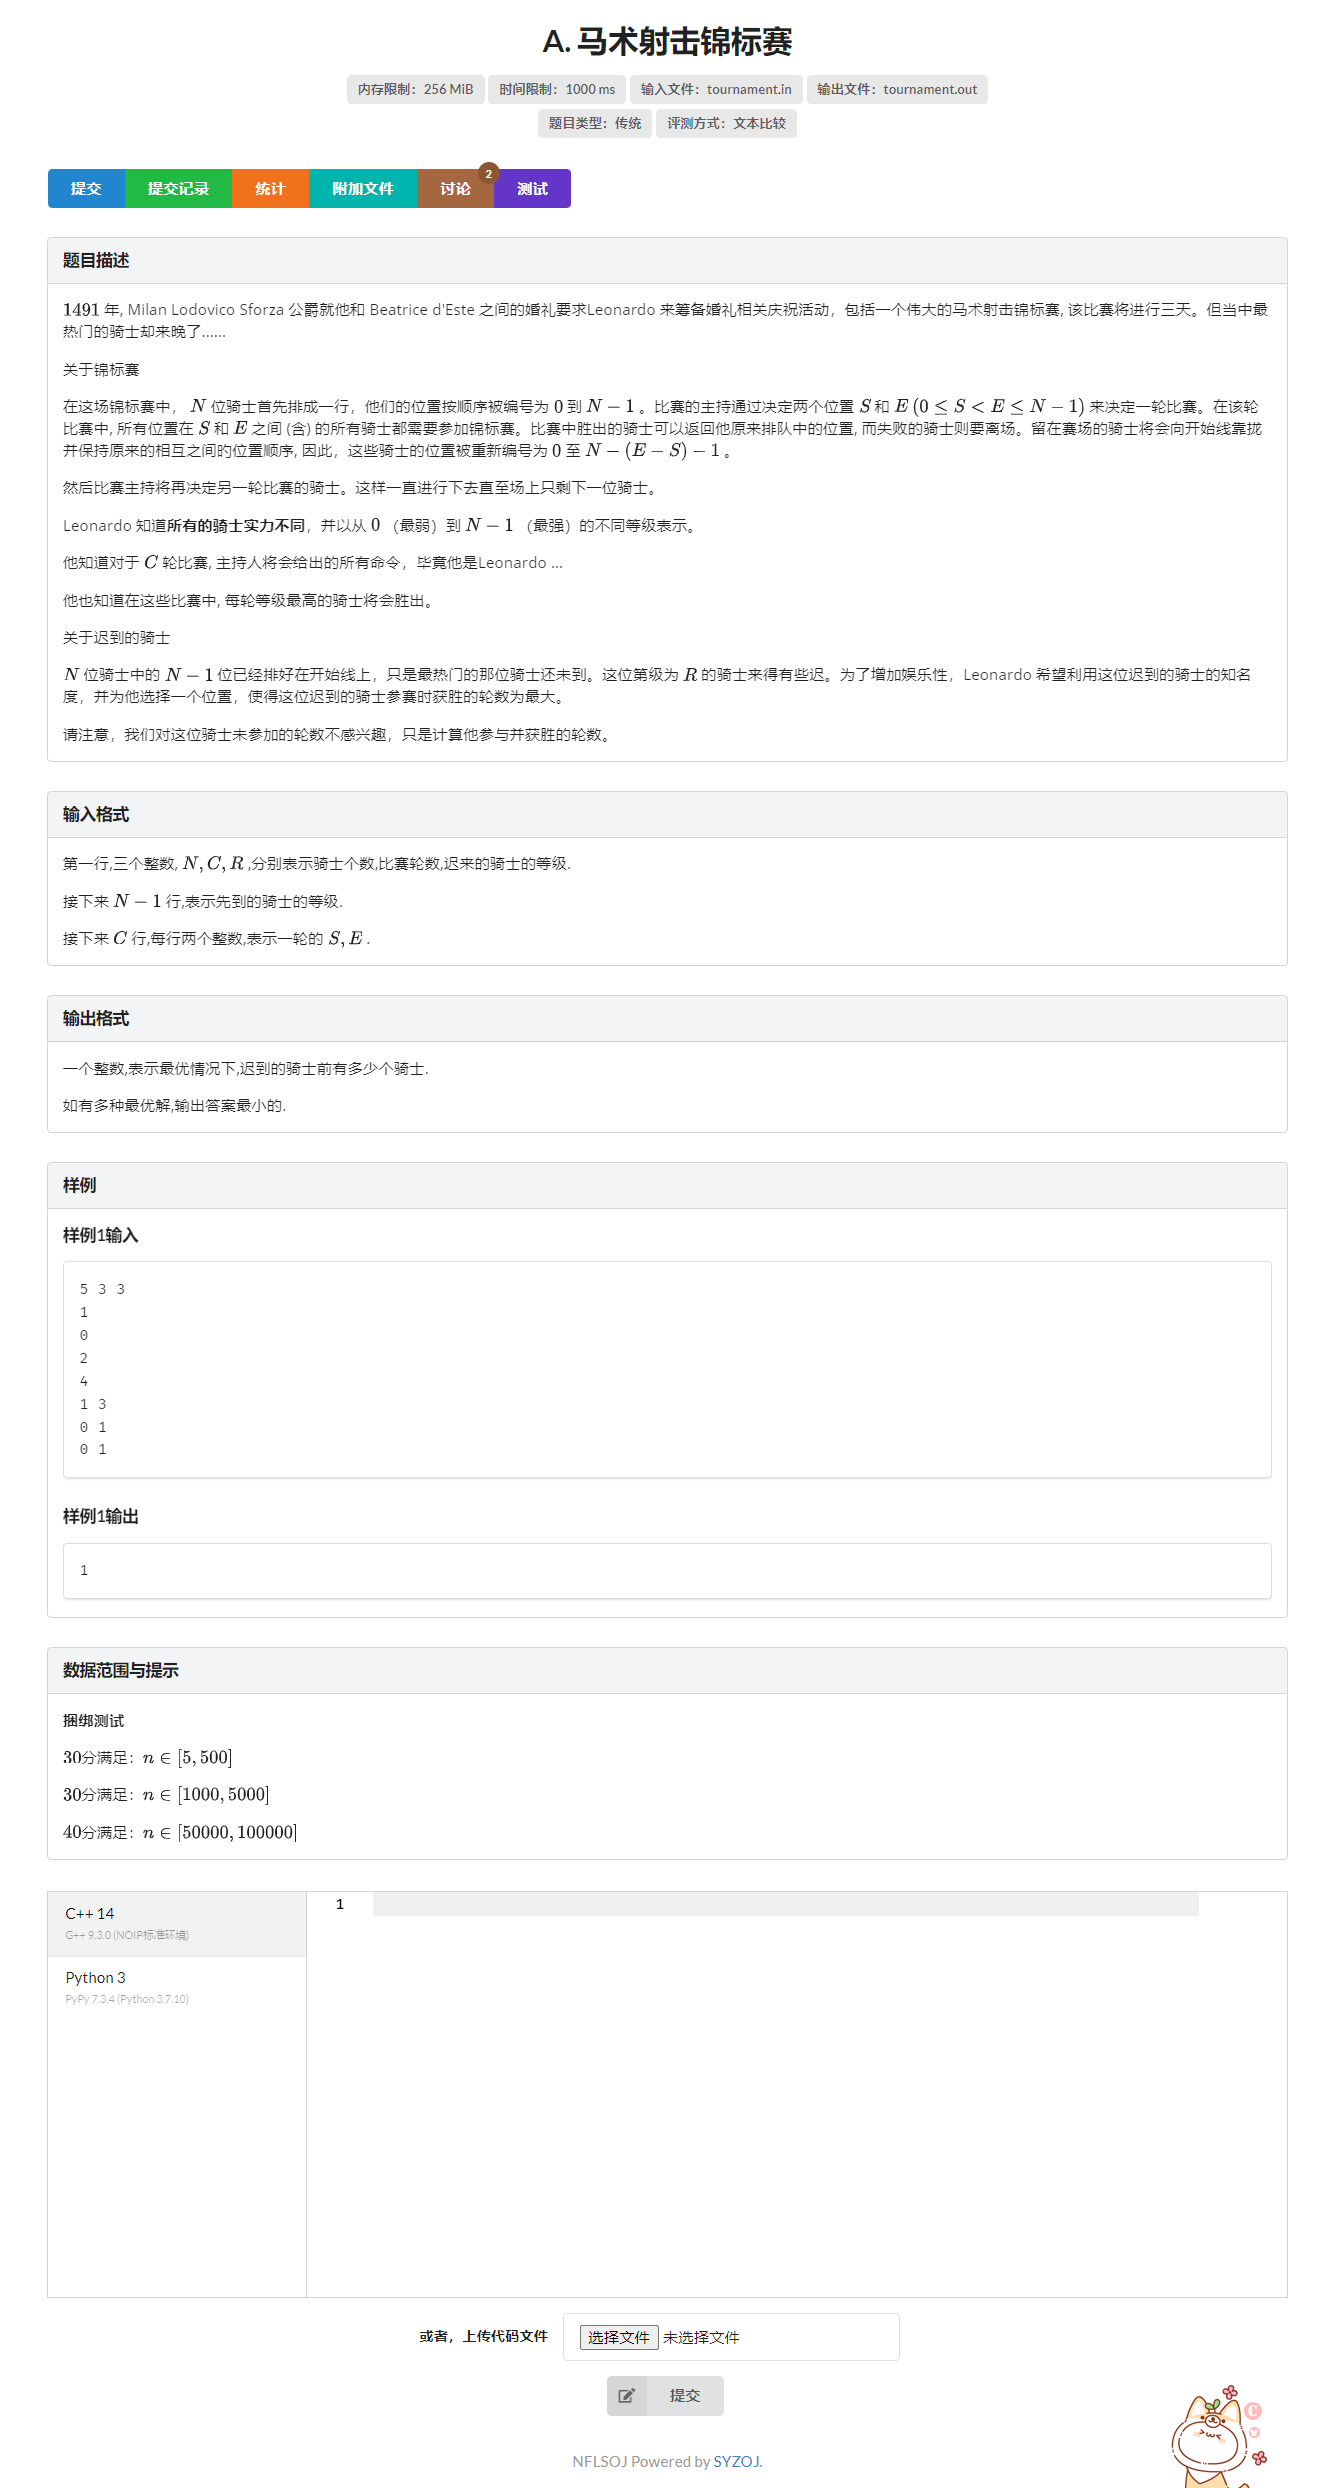 A. 马术射击锦标赛
内存限制：256 MiB
时间限制：1000 ms
输入文件：tournament.in
输出文件：tournament.out
题目类型：传统
评测方式：文本比较
提交
提交记录
统计
附加文件
讨论
2
测试
题目描述
1491 年, Milan Lodovico Sforza 公爵就他和 Beatrice d'Este 之间的婚礼要求Leonardo 来筹备婚礼相关庆祝活动，包括一个伟大的马术射击锦标赛, 该比赛将进行三天。但当中最
热门的骑士却来晚了……
关于锦标赛
在这场锦标赛中， N 位骑士首先排成一行，他们的位置按顺序被编号为 0 到 N − 1 。比赛的主持通过决定两个位置 S 和 E (0 ≤ S < E ≤ N − 1) 来决定一轮比赛。在该轮
比赛中, 所有位置在 S 和 E 之间 (含) 的所有骑士都需要参加锦标赛。比赛中胜出的骑士可以返回他原来排队中的位置, 而失败的骑士则要离场。留在赛场的骑士将会向开始线靠拢
并保持原来的相互之间的位置顺序, 因此，这些骑士的位置被重新编号为 0 至 N − (E − S) − 1 。
然后比赛主持将再决定另一轮比赛的骑士。这样一直进行下去直至场上只剩下一位骑士。
Leonardo 知道所有的骑士实力不同，并以从 0 （最弱）到 N − 1 （最强）的不同等级表示。
他知道对于 C 轮比赛, 主持人将会给出的所有命令，毕竟他是Leonardo ...
他也知道在这些比赛中, 每轮等级最高的骑士将会胜出。
关于迟到的骑士
N 位骑士中的 N − 1 位已经排好在开始线上，只是最热门的那位骑士还未到。这位第级为 R 的骑士来得有些迟。为了增加娱乐性，Leonardo 希望利用这位迟到的骑士的知名
度，并为他选择一个位置，使得这位迟到的骑士参赛时获胜的轮数为最大。
请注意，我们对这位骑士未参加的轮数不感兴趣，只是计算他参与并获胜的轮数。
输入格式
第一行,三个整数, N, C, R ,分别表示骑士个数,比赛轮数,迟来的骑士的等级.
接下来 N − 1 行,表示先到的骑士的等级.
接下来 C 行,每行两个整数,表示一轮的 S, E .
输出格式
一个整数,表示最优情况下,迟到的骑士前有多少个骑士.
如有多种最优解,输出答案最小的.
样例
样例1输入
5 3 3
1
0
2
4
1 3
0 1
0 1
样例1输出
1
数据范围与提示
捆绑测试
30分满足：n ∈ [5, 500]
30分满足：n ∈ [1000, 5000]
40分满足：n ∈ [50000, 100000]
C++ 14
G++ 9.3.0 (NOIP标准环境)
Python 3
PyPy 7.3.4 (Python 3.7.10)
1
或者，上传代码文件
选择文件 未选择文件
提交
NFLSOJ Powered by SYZOJ.
C